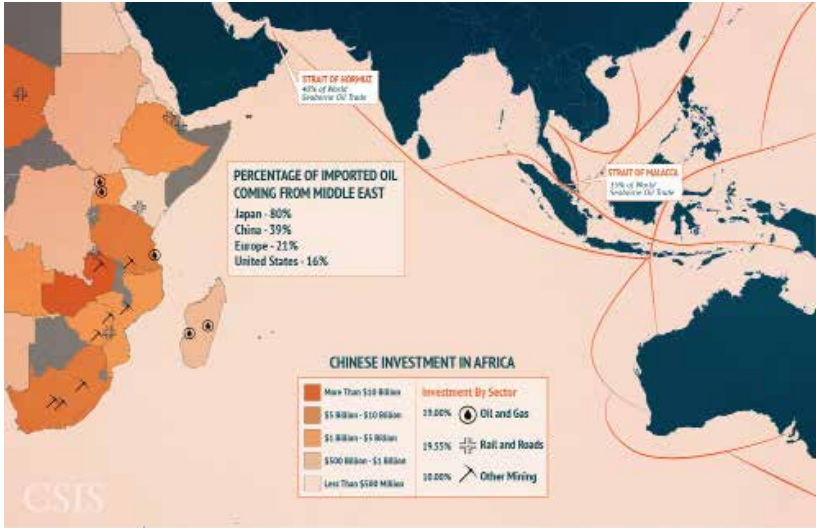 STRAIT OF HORMUZ
40% of World
Seaborne Oil Trade
STRAIT OF MALACCA
35% of World
Seaborne Oil Trade
PERCENTAGE OF IMPORTED OIL
COMING FROM MIDDLE EAST
Japan - 80%
China - 39%
Europe - 21%
United States - 16%
CHINESE INVESTMENT IN AFRICA
More Than $10 Billion
$5 Billion - $10 Billion
$1 Billion - $5 Billion
$500 Billion - $1 Billion
Less Than $500 Million
Investment By Sector
19.00% Oil and Gas
19.55% Rail and Roads
10.00% Other Mining
CSIS